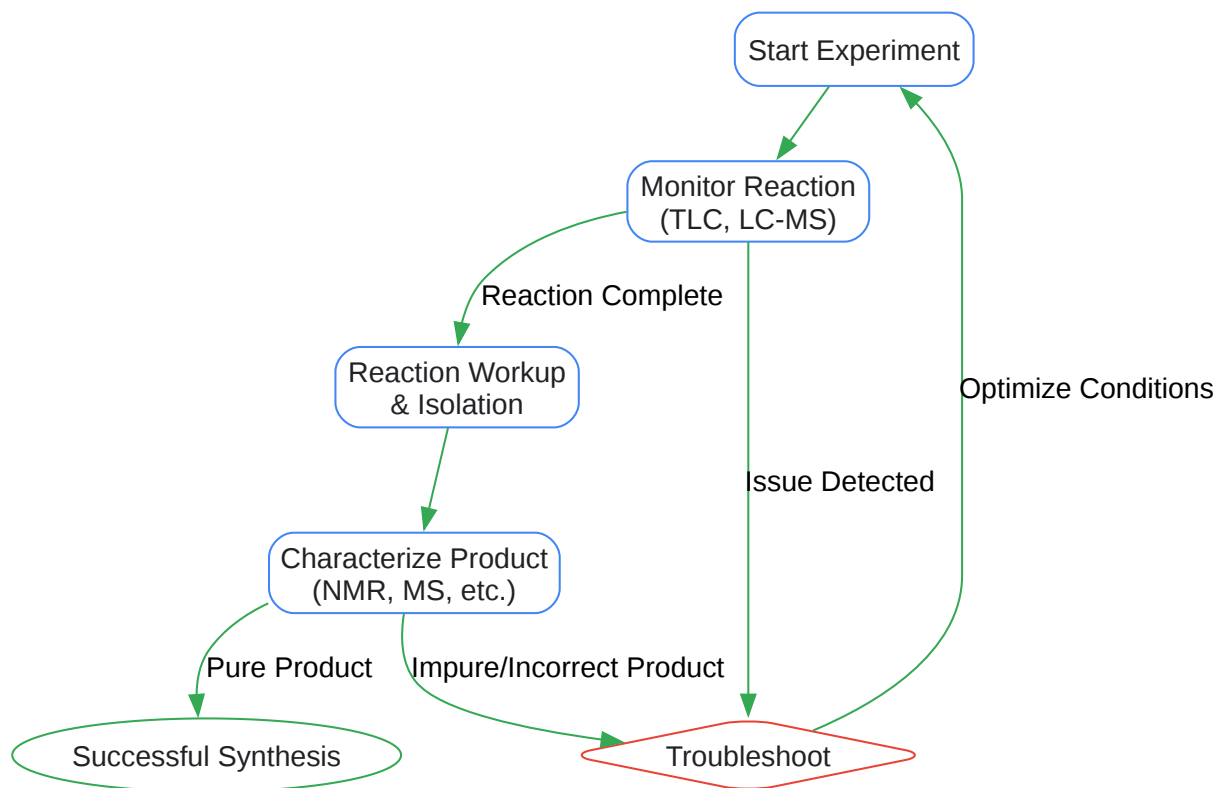 Start Experiment
Monitor Reaction
(TLC, LC-MS)
Reaction Complete
Reaction Workup
& Isolation
Optimize Conditions
Issue Detected
Characterize Product
(NMR, MS, etc.)
Pure Product
Impure/Incorrect Product
Successful Synthesis
Troubleshoot